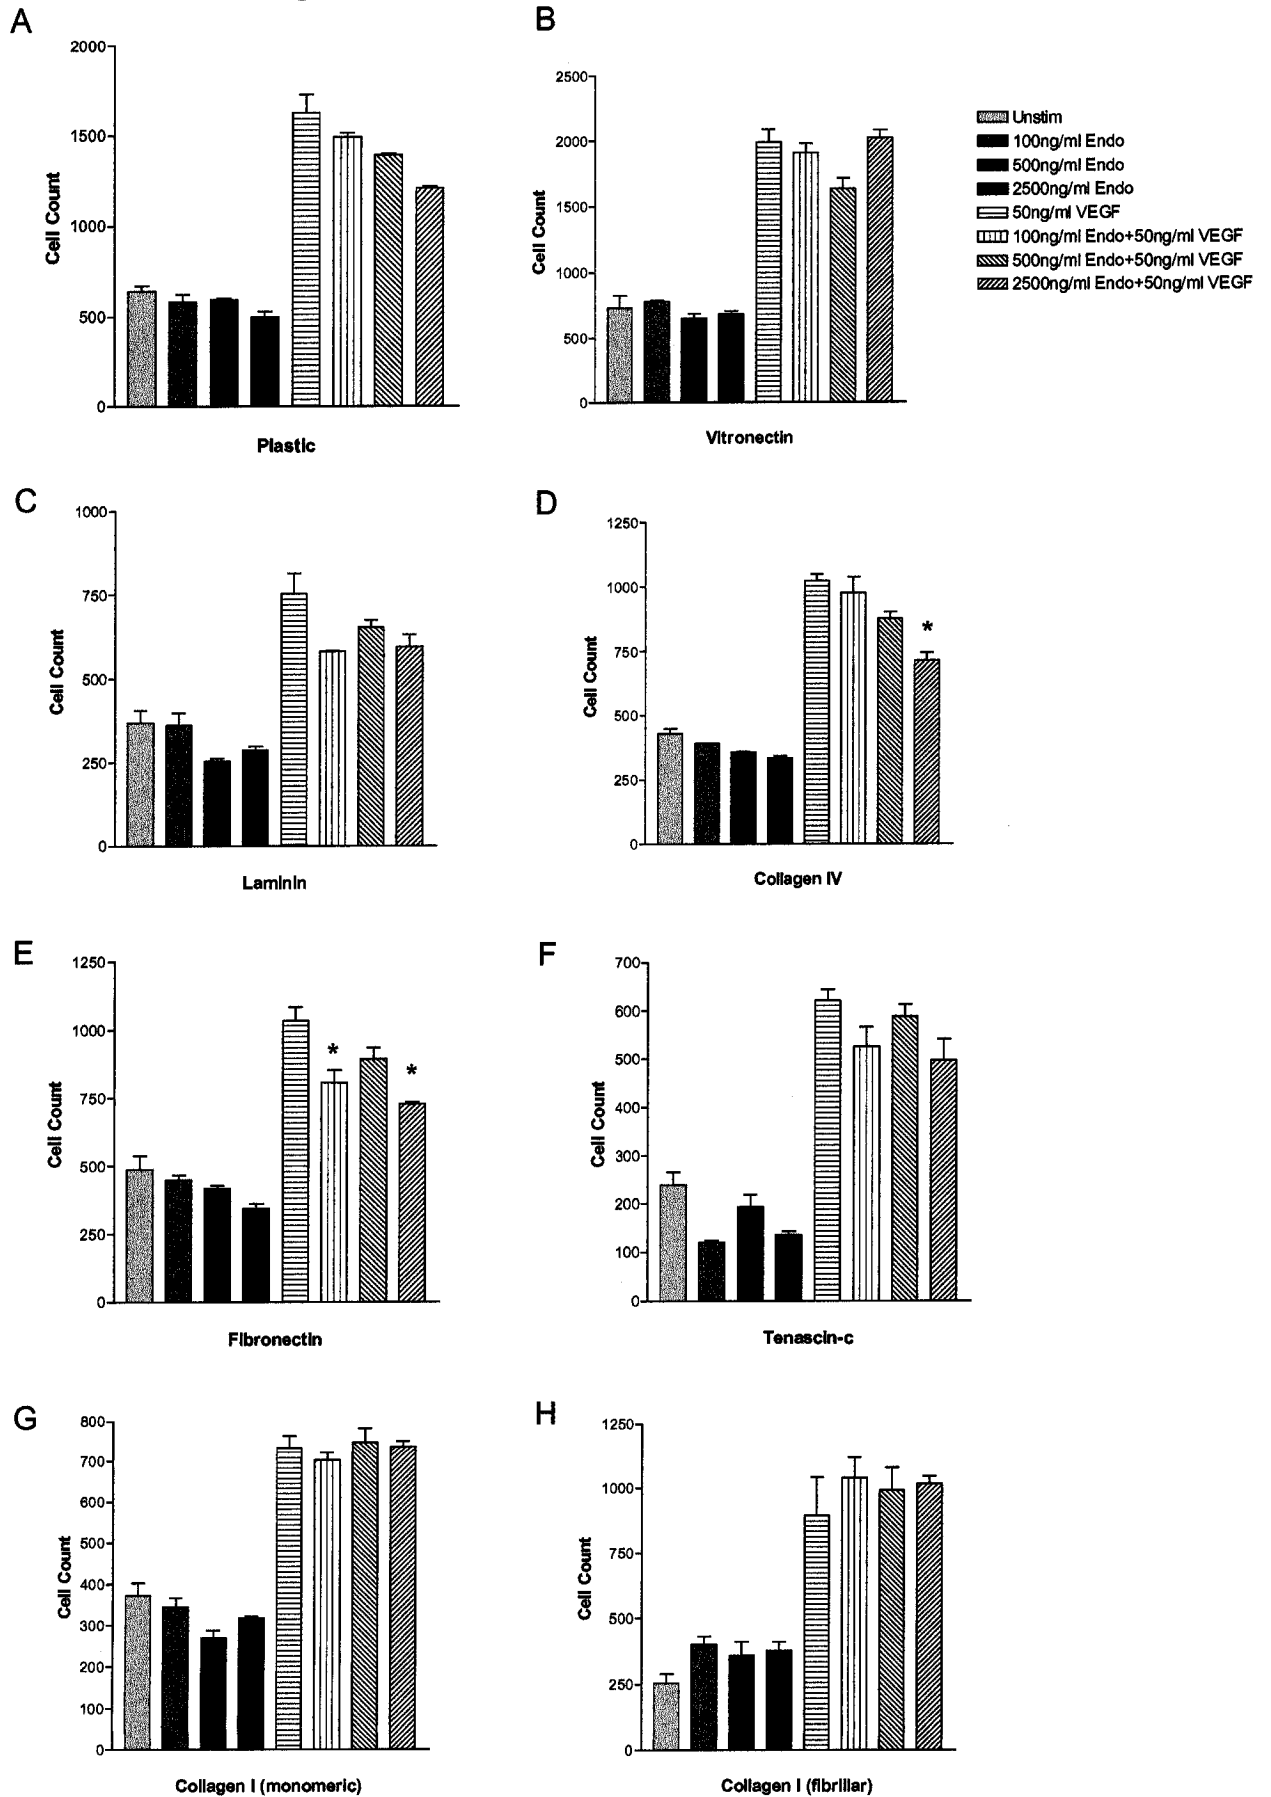 A
2000
1500
1000
500
0
Cell Count
Plastic
B
2500
2000
1500
1000
500
0
Cell Count
Vitronectin
Unstim
100ng/ml Endo
500ng/ml Endo
2500ng/ml Endo
50ng/ml VEGF
100ng/ml Endo+50ng/ml VEGF
500ng/ml Endo+50ng/ml VEGF
2500ng/ml Endo+50ng/ml VEGF
C
1000
750
500
250
0
Cell Count
Laminin
D
1250
1000
750
500
250
0
Cell Count
*
Collagen IV
E
1250
1000
750
500
250
0
Cell Count
*
*
Fibronectin
F
700
600
500
400
300
200
100
0
Cell Count
Tenascin-c
G
800
700
600
500
400
300
200
100
0
Cell Count
Collagen I (monomeric)
H
1250
1000
750
500
250
0
Cell Count
Collagen I (fibrillar)